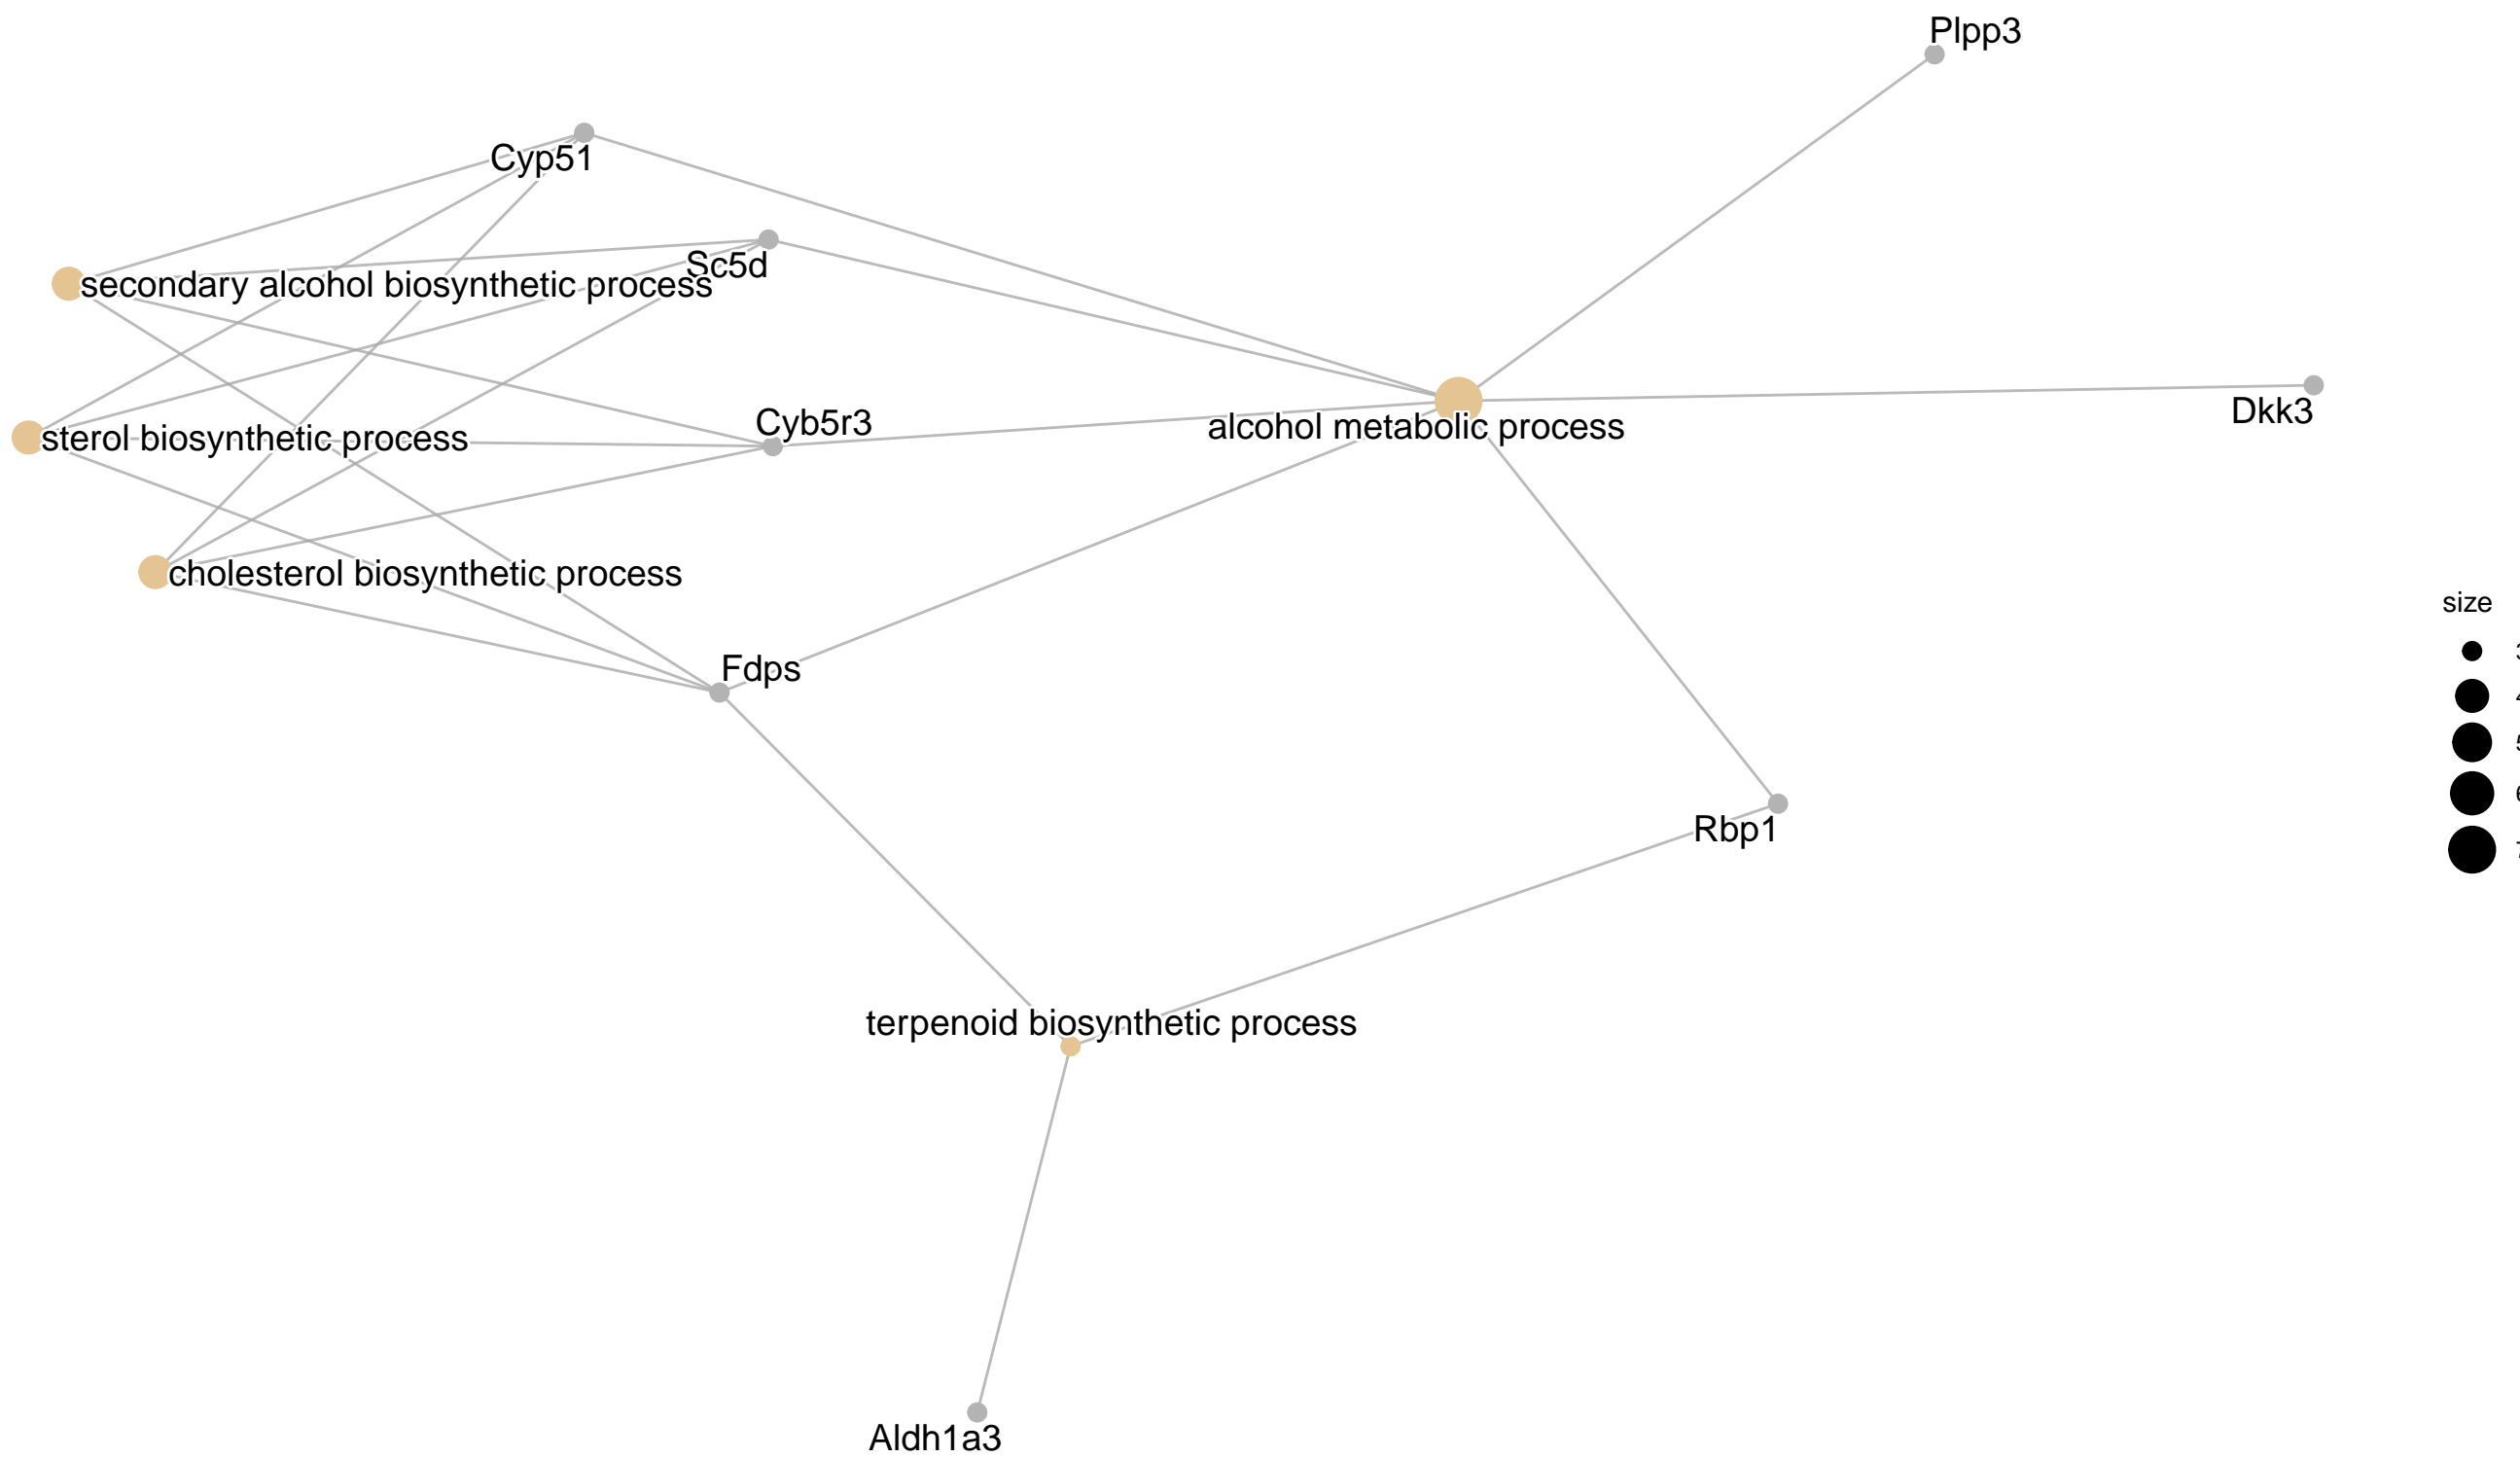 Plpp3
Cyp51
Sc5d
secondary alcohol biosynthetic process
Dkk3
Cyb5r3
alcohol metabolic process
sterol biosynthetic process
cholesterol biosynthetic process
size
Fdps
Rbp1
terpenoid biosynthetic process
Aldh1a3